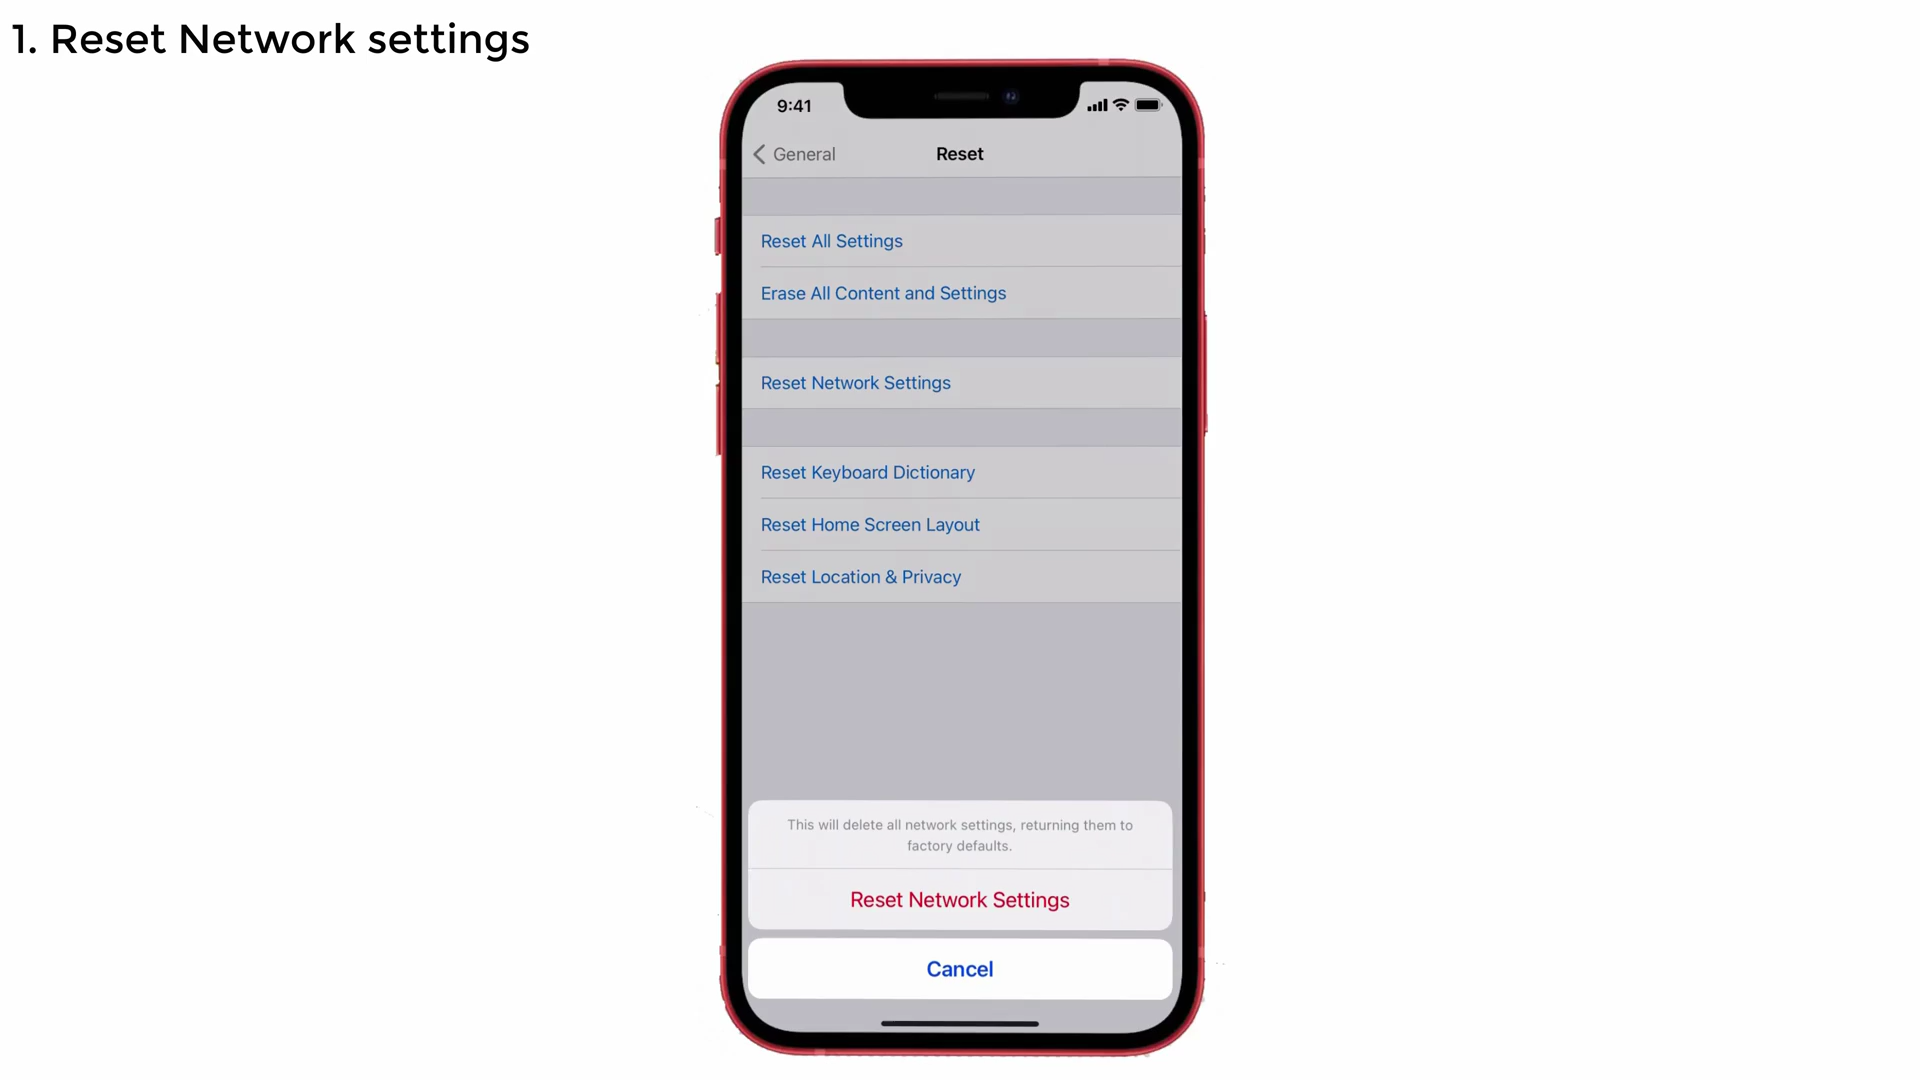 1. Reset Network settings
9:41
General
Reset
Reset All Settings
Erase All Content and Settings
Reset Network Settings
Reset Keyboard Dictionary
Reset Home Screen Layout
Reset Location & Privacy
This will delete all network settings, returning them to
factory defaults.
Reset Network Settings
Cancel